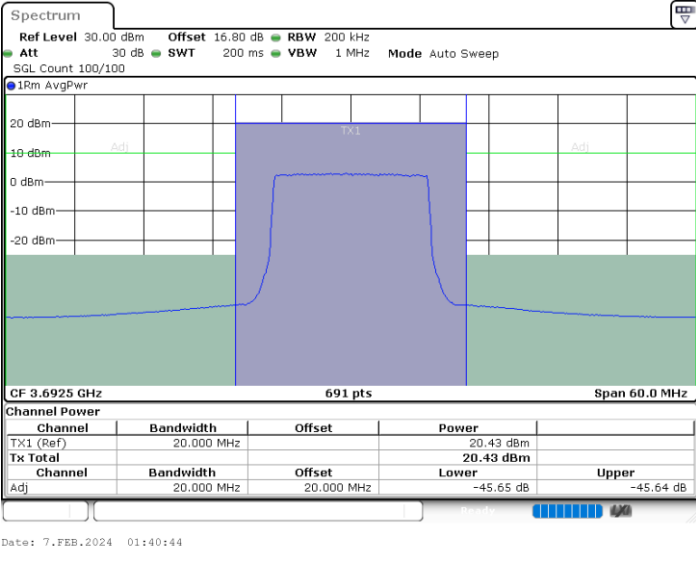 Spectrum
Ref Level 30.00 dBm Offset 16.80 dB RBW 200 kHz
Att 30 dB SWT 200 ms VBW 1 MHz Mode Auto Sweep
SGL Count 100/100
1Rm AvgPwr
TX1
20 dBm
Adj Adj
10 dBm
0 dBm
-10 dBm
-20 dBm
CF 3.6925 GHz 691 pts Span 60.0 MHz
Channel Power
Channel Bandwidth Offset Power
TX1 (Ref) 20.000 MHz 20.43 dBm
Tx Total 20.43 dBm
Channel Bandwidth Offset Lower Upper
Adj 20.000 MHz 20.000 MHz -45.65 dB -45.64 dB
Ready
Date: 7.FEB.2024 01:40:44